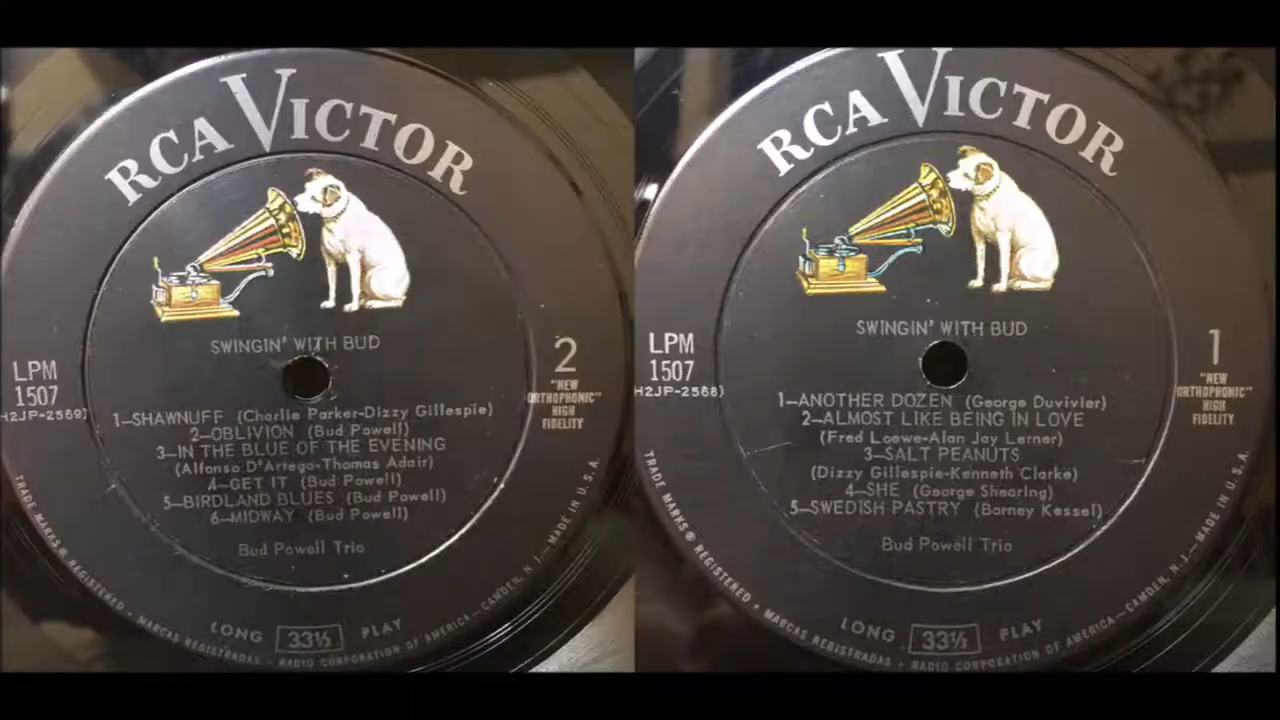 RCA VICTOR
SWINGIN' WITH BUD
LPM
1507
H2JP-2569)
2
"NEW
ORTHOPHONIC"
HIGH
FIDELITY
1—SHAWNUFF (Charlie Parker-Dizzy Gillespie)
2—OBLIVION (Bud Powell)
3—IN THE BLUE OF THE EVENING
(Alfonso D'Artego-Thomas Adair)
4—GET IT (Bud Powell)
5—BIRDLAND BLUES (Bud Powell)
6—MIDWAY (Bud Powell)
Bud Powell Trio
LONG 33⅓ PLAY
TRADE MARKS ® REGISTERED • MARCAS REGISTRADAS — RADIO CORPORATION OF AMERICA—CAMDEN, N. J.—MADE IN U. S. A.
RCA VICTOR
SWINGIN' WITH BUD
LPM
1507
H2JP-2568)
1
"NEW
ORTHOPHONIC"
HIGH
FIDELITY
1—ANOTHER DOZEN (George Duvivier)
2—ALMOST LIKE BEING IN LOVE
(Fred Loewe-Alan Jay Lerner)
3—SALT PEANUTS
(Dizzy Gillespie-Kenneth Clarke)
4—SHE (George Shearing)
5—SWEDISH PASTRY (Barney Kessel)
Bud Powell Trio
LONG 33⅓ PLAY
TRADE MARKS ® REGISTERED • MARCAS REGISTRADAS • RADIO CORPORATION OF AMERICA—CAMDEN, N. J.—MADE IN U. S. A.